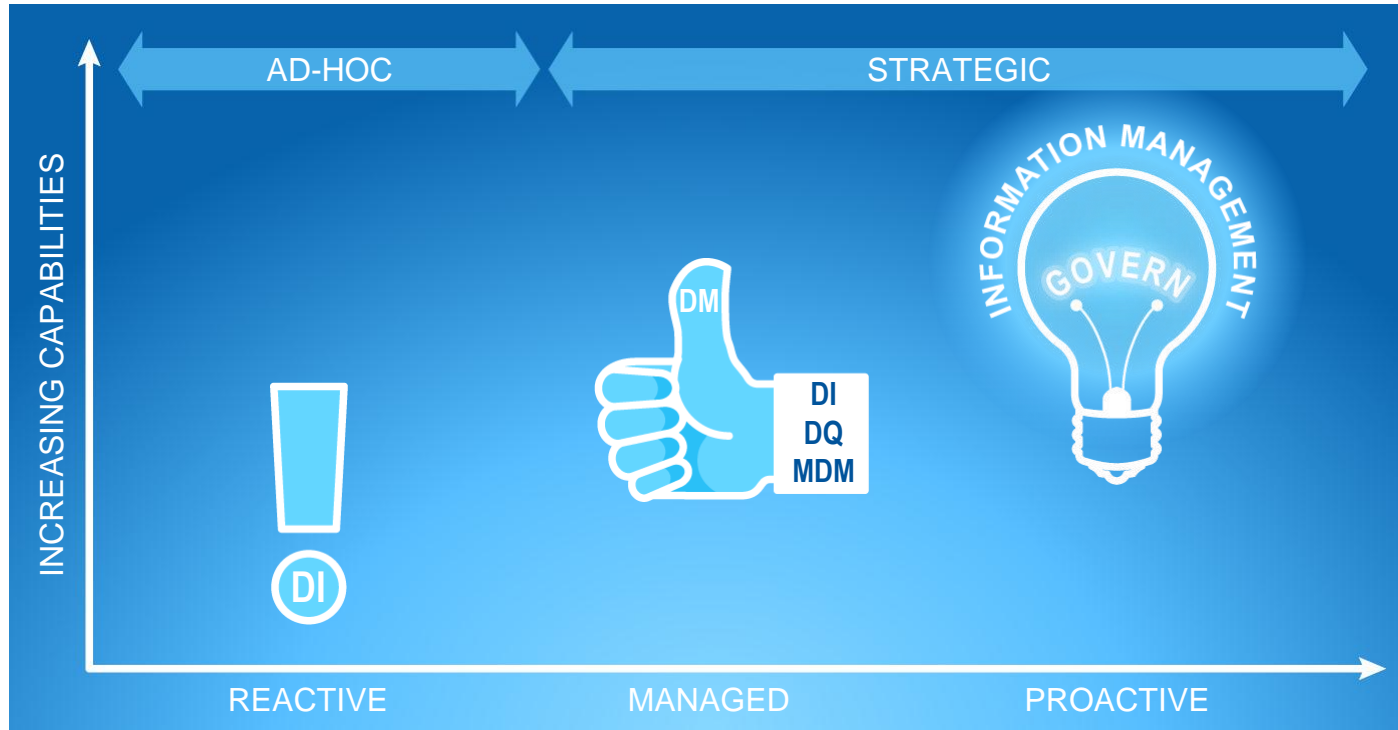 AD-HOC
STRATEGIC
INCREASING CAPABILITIES
INFORMATION MANAGEMENT
GOVERN
DM
DI
DQ
MDM
DI
REACTIVE
MANAGED
PROACTIVE